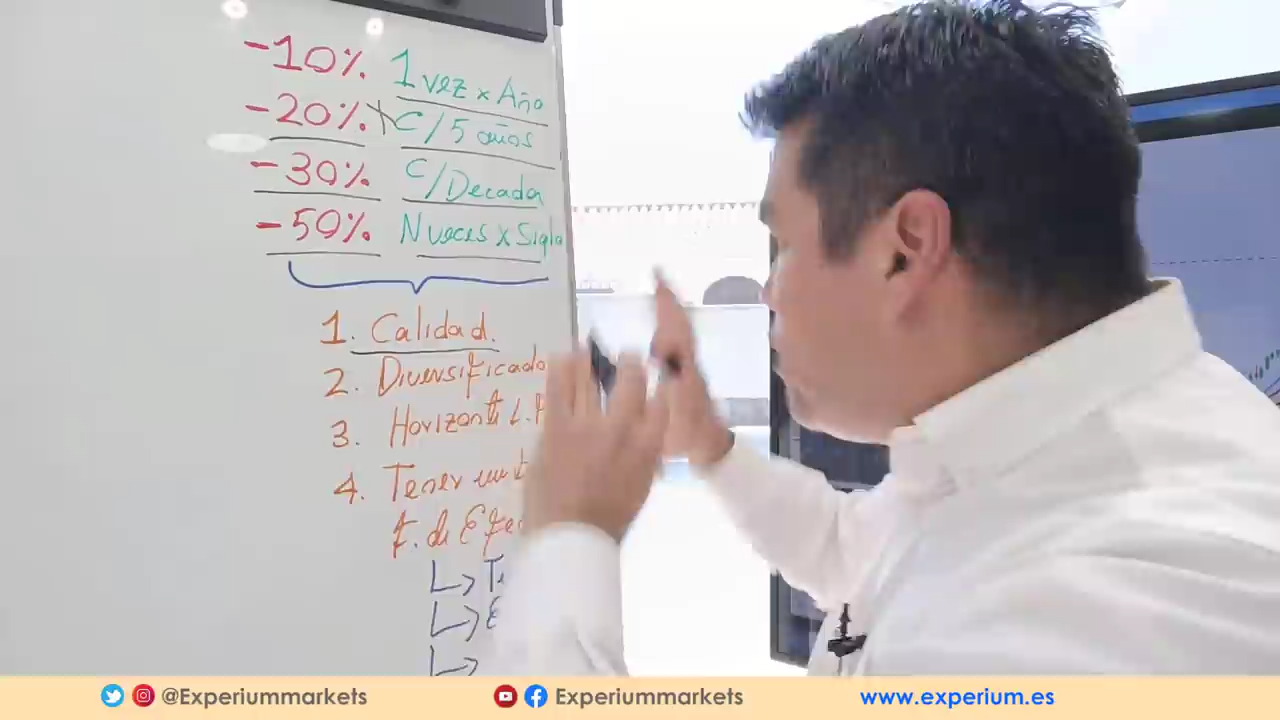 -10% 1 vez x Año
-20% C/5 años
-30% C/Decada
-50% N veces x Siglo
1. Calidad.
2. Diversificado
3. Horizonte L.P
4. Tener un
f. de Efec
@Experiummarkets Experiummarkets www.experium.es